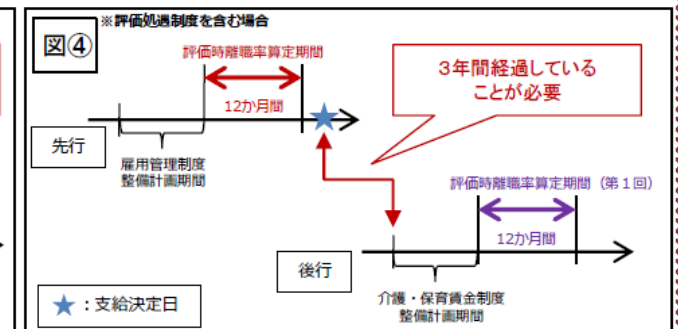 ※評価処遇制度を含む場合
図④
評価時離職率算定期間
12か月間
3年間経過している
ことが必要
先行
雇用管理制度
整備計画期間
評価時離職率算定期間（第１回）
12か月間
後行
介護・保育賃金制度
整備計画期間
★：支給決定日